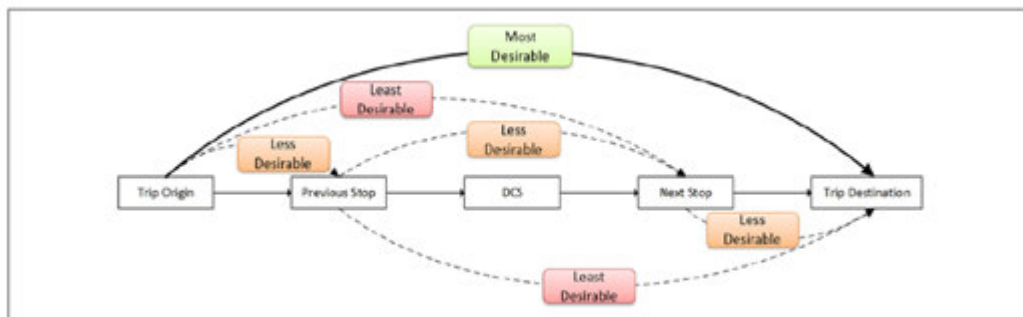 Most
Desirable
Least
Desirable
Less
Desirable
Less
Desirable
Trip Origin
Previous Stop
DCS
Next Stop
Trip Destination
Less
Desirable
Least
Desirable